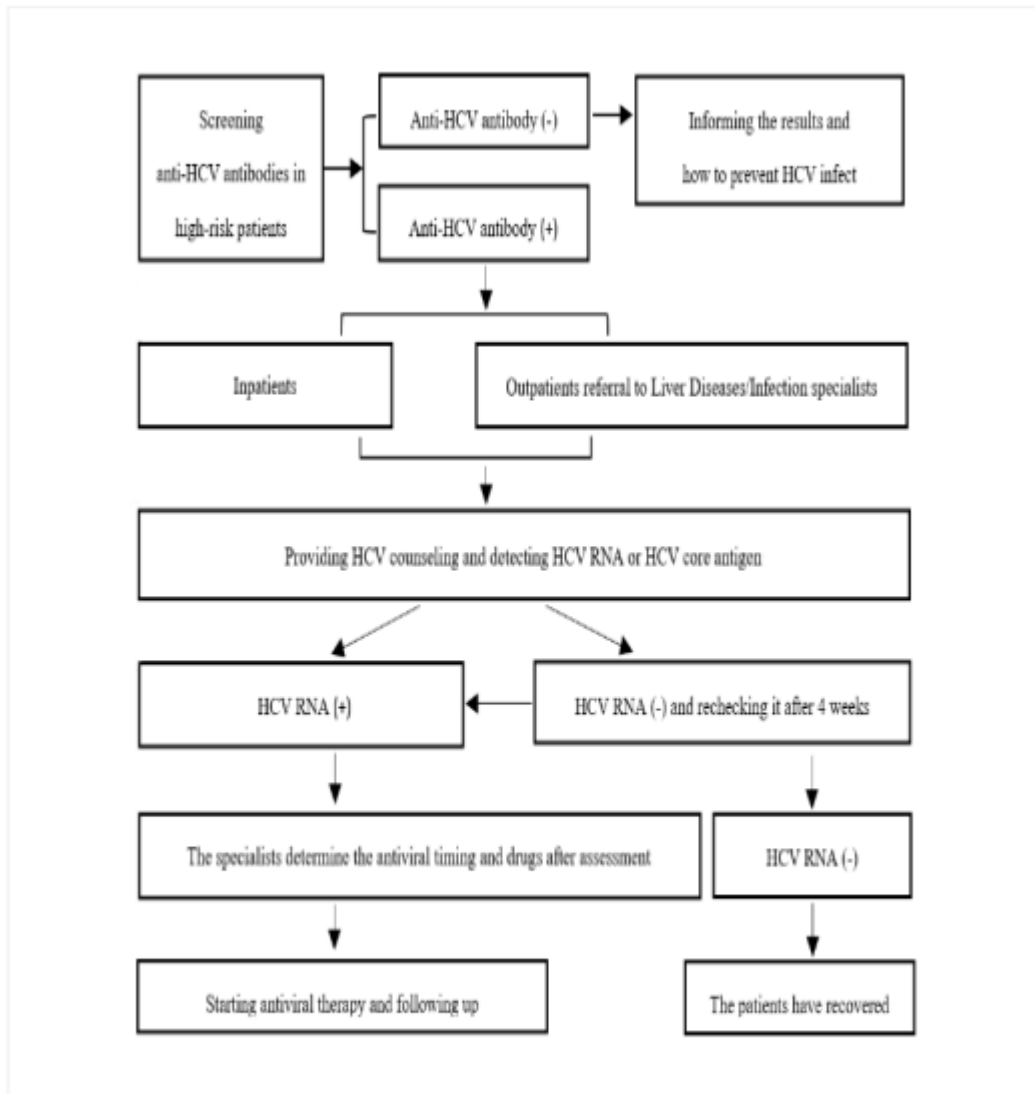 Screening
anti-HCV antibodies in
high-risk patients
Anti-HCV antibody (-)
Anti-HCV antibody (+)
Informing the results and
how to prevent HCV infect
Inpatients
Outpatients referral to Liver Diseases/Infection specialists
Providing HCV counseling and detecting HCV RNA or HCV core antigen
HCV RNA (+)
HCV RNA (-) and rechecking it after 4 weeks
The specialists determine the antiviral timing and drugs after assessment
HCV RNA (-)
Starting antiviral therapy and following up
The patients have recovered